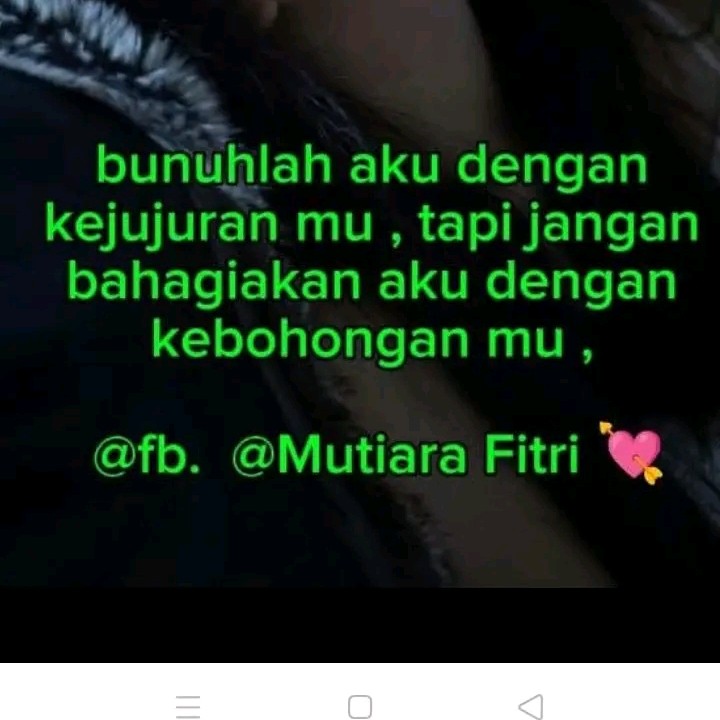 bunuhlah aku dengan
kejujuran mu , tapi jangan
bahagiakan aku dengan
kebohongan mu ,
@fb. @Mutiara Fitri 💘